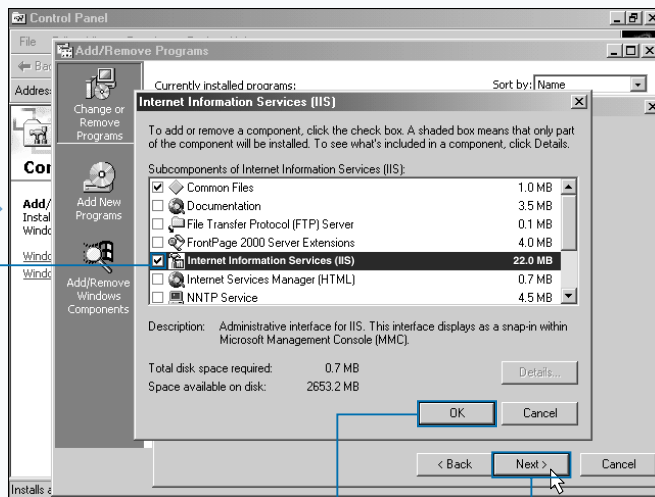 Control Panel
File
Add/Remove Programs
Currently installed programs:
Sort by: Name
Change or
Remove
Programs
Internet Information Services (IIS)
To add or remove a component, click the check box. A shaded box means that only part
of the component will be installed. To see what's included in a component, click Details.
Subcomponents of Internet Information Services (IIS):
Common Files 1.0 MB
Documentation 3.5 MB
File Transfer Protocol (FTP) Server 0.1 MB
FrontPage 2000 Server Extensions 4.0 MB
Internet Information Services (IIS) 22.0 MB
Internet Services Manager (HTML) 0.7 MB
NNTP Service 4.5 MB
Add New
Programs
Add/Remove
Windows
Components
Description: Administrative interface for IIS. This interface displays as a snap-in within
Microsoft Management Console (MMC).
Total disk space required: 0.7 MB
Space available on disk: 2653.2 MB
Details...
OK
Cancel
< Back
Next >
Cancel
Add/